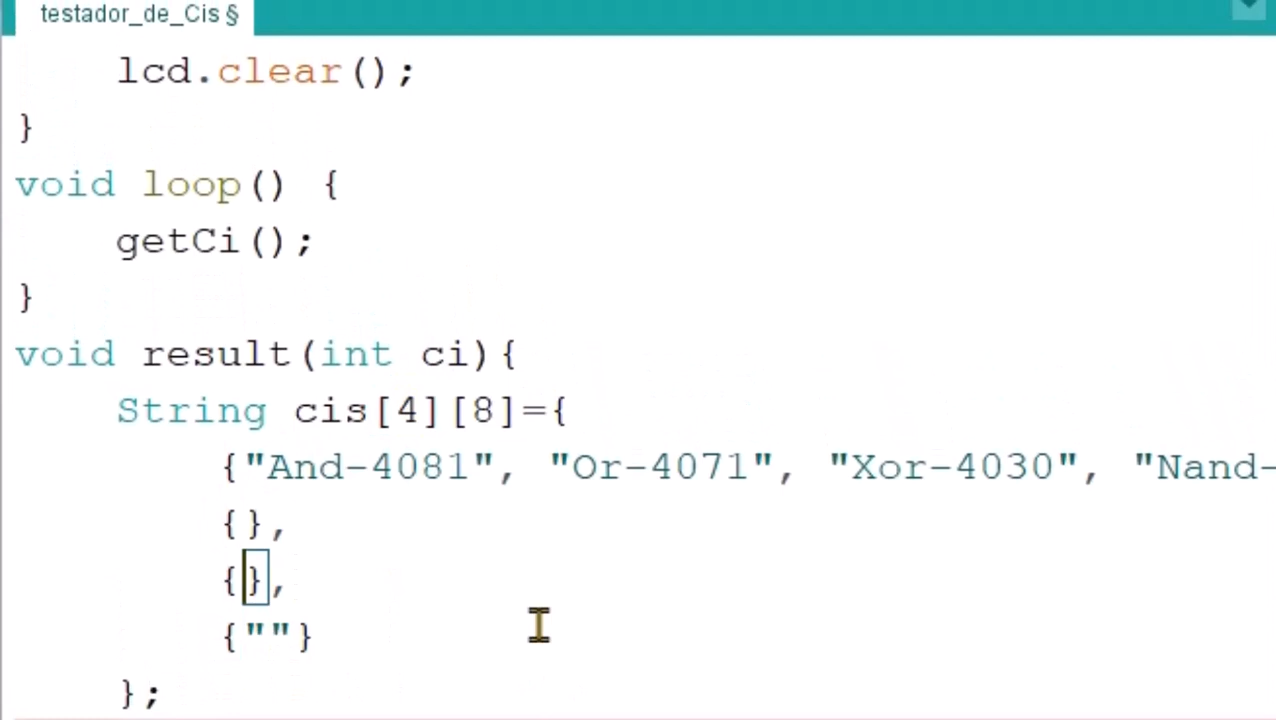 testador_de_Cis §
lcd.clear();
}
void loop() {
getCi();
}
void result(int ci){
String cis[4][8]={
{"And-4081", "Or-4071", "Xor-4030", "Nand-
{},
{},
{""}
};